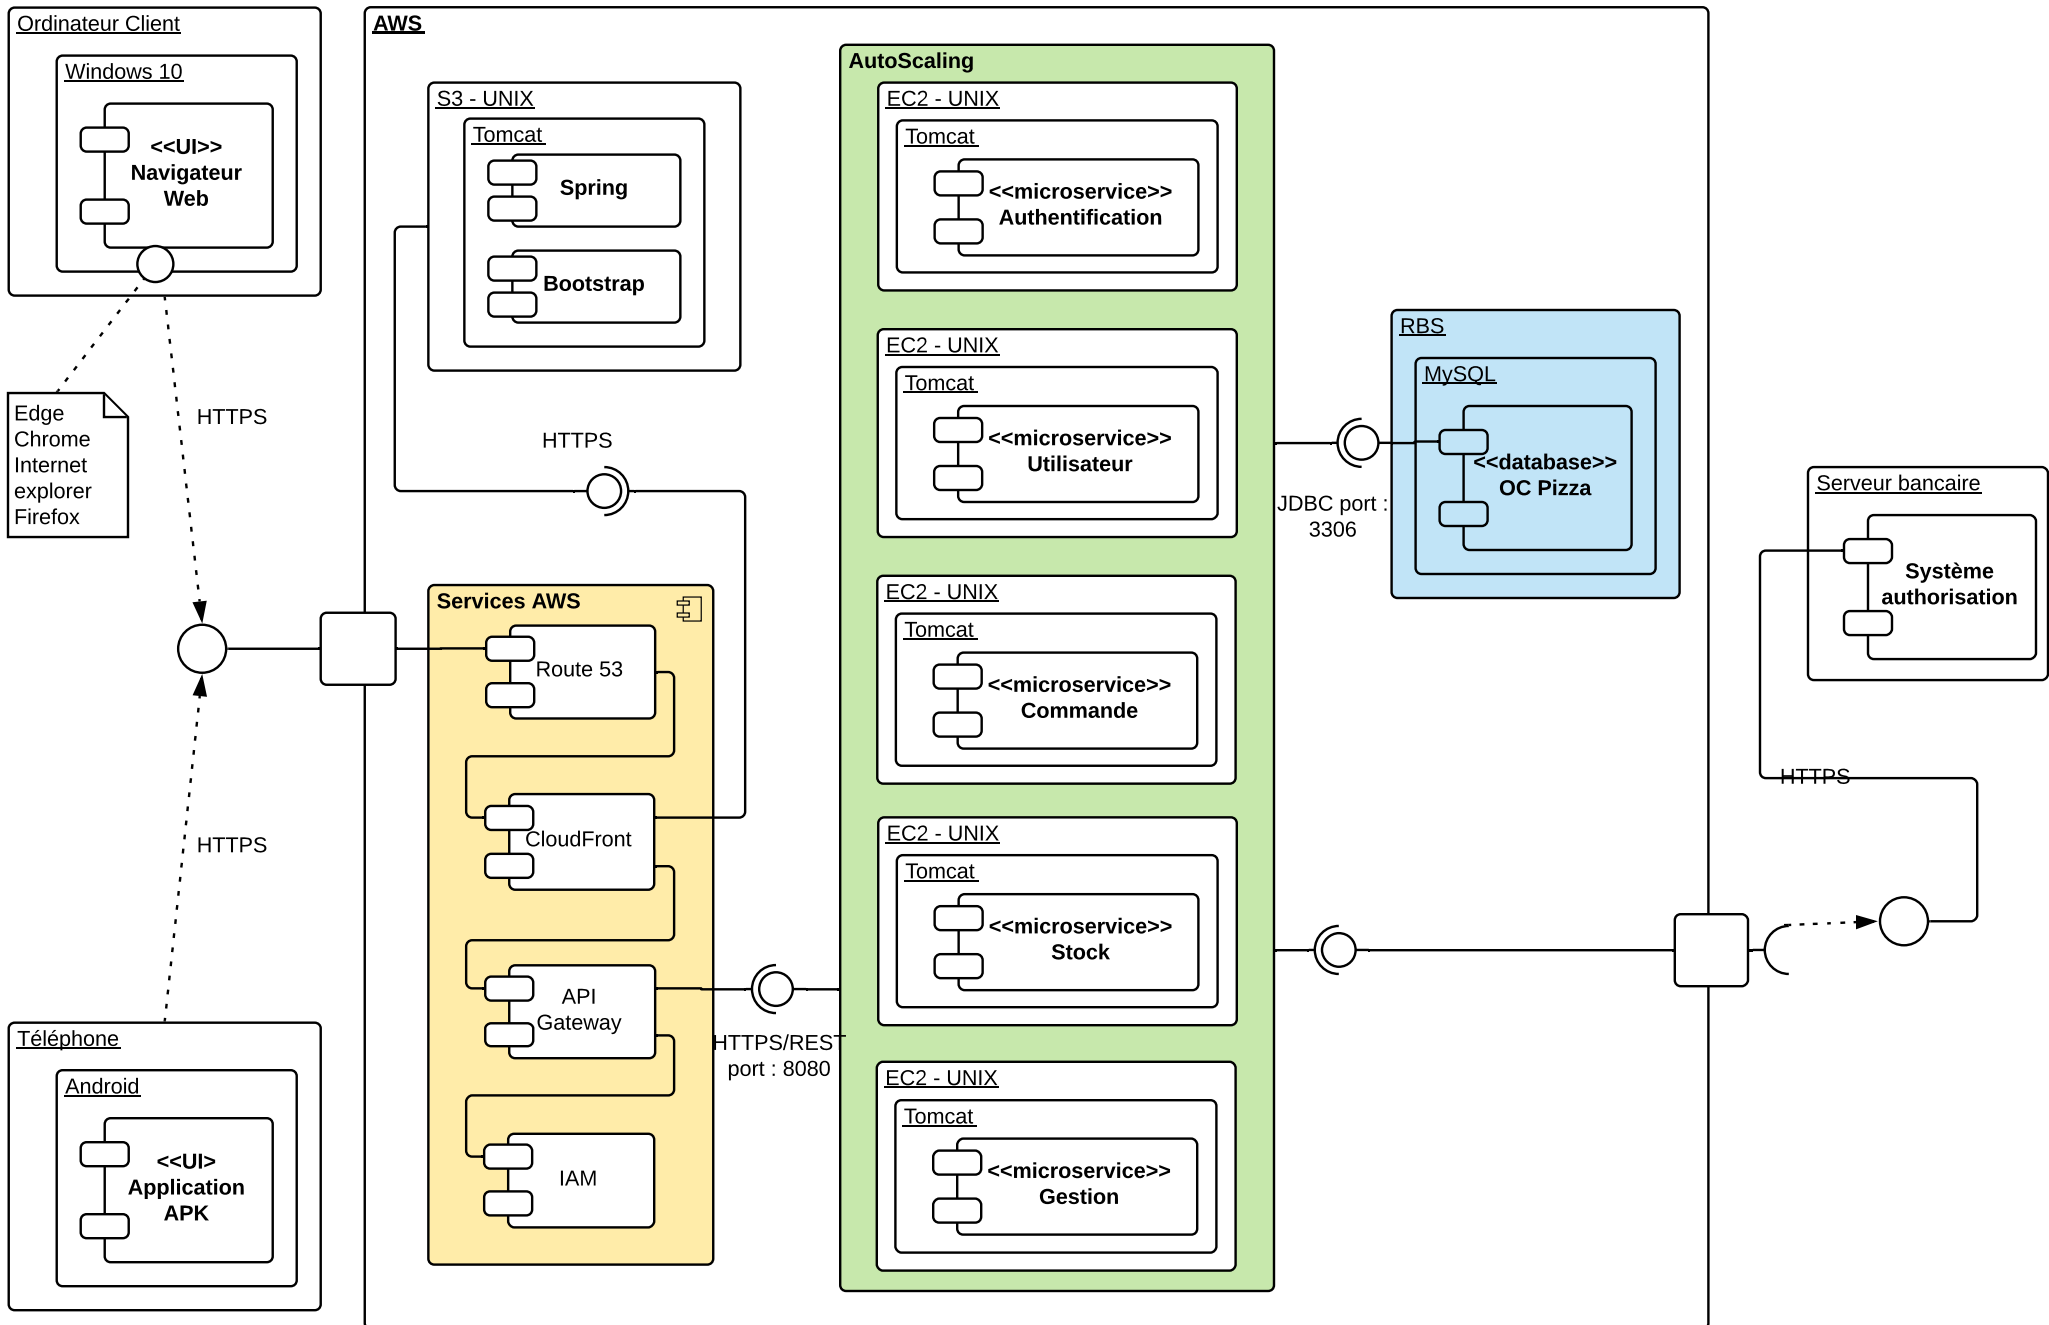 Ordinateur Client
Windows 10
<<UI>>
Navigateur
Web
Edge
Chrome
Internet
explorer
Firefox
HTTPS
HTTPS
Téléphone
Android
<<UI>
Application
APK
AWS
S3 - UNIX
Tomcat
Spring
Bootstrap
HTTPS
Services AWS
Route 53
CloudFront
API
Gateway
IAM
HTTPS/REST
port : 8080
AutoScaling
EC2 - UNIX
Tomcat
<<microservice>>
Authentification
EC2 - UNIX
Tomcat
<<microservice>>
Utilisateur
EC2 - UNIX
Tomcat
<<microservice>>
Commande
EC2 - UNIX
Tomcat
<<microservice>>
Stock
EC2 - UNIX
Tomcat
<<microservice>>
Gestion
JDBC port :
3306
RBS
MySQL
<<database>>
OC Pizza
Serveur bancaire
Système
authorisation
HTTPS